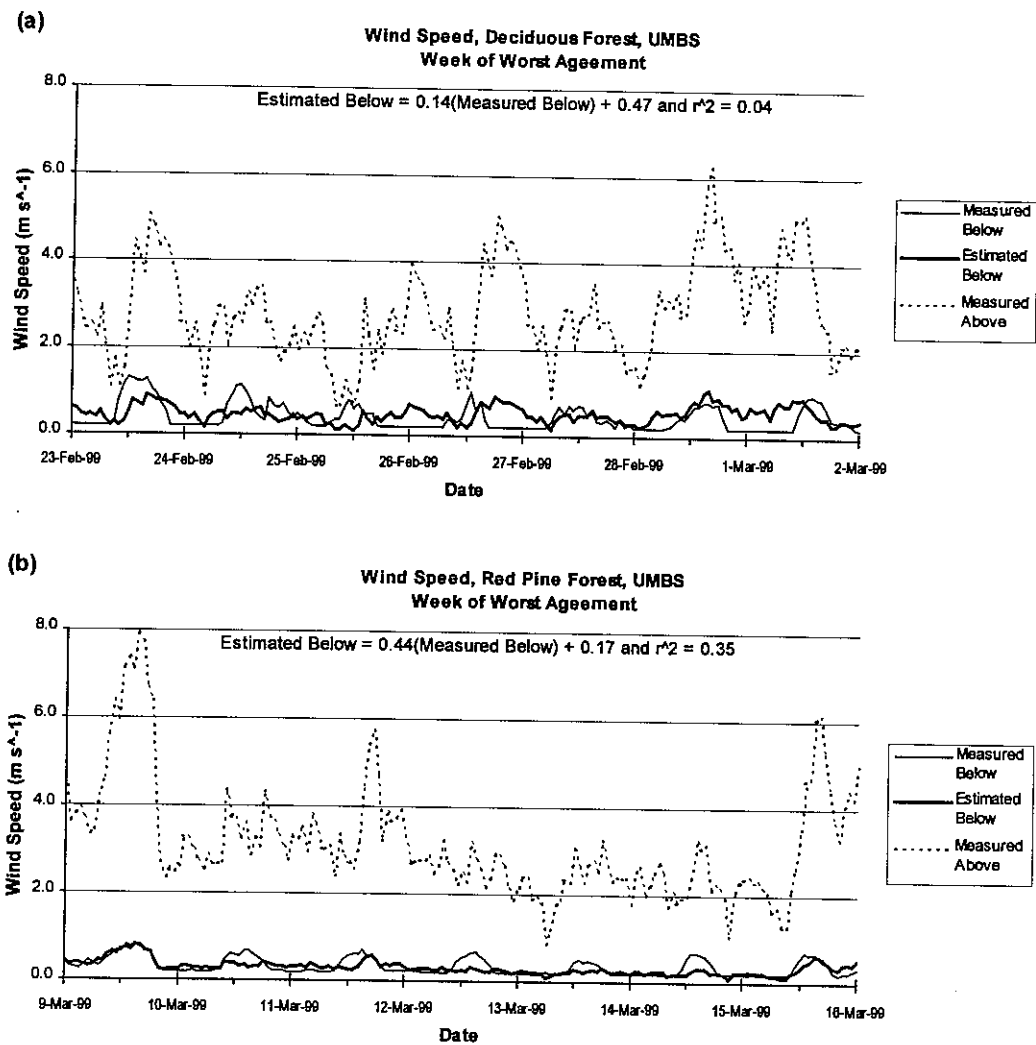 (a)
Wind Speed, Deciduous Forest, UMBS
Week of Worst Ageement
Estimated Below = 0.14(Measured Below) + 0.47 and r^2 = 0.04
8.0
6.0
4.0
2.0
0.0
Wind Speed (m s^-1)
23-Feb-99
24-Feb-99
25-Feb-99
26-Feb-99
27-Feb-99
28-Feb-99
1-Mar-99
2-Mar-99
Date
Measured
Below
Estimated
Below
Measured
Above
(b)
Wind Speed, Red Pine Forest, UMBS
Week of Worst Ageement
Estimated Below = 0.44(Measured Below) + 0.17 and r^2 = 0.35
8.0
6.0
4.0
2.0
0.0
Wind Speed (m s^-1)
9-Mar-99
10-Mar-99
11-Mar-99
12-Mar-99
13-Mar-99
14-Mar-99
15-Mar-99
16-Mar-99
Date
Measured
Below
Estimated
Below
Measured
Above